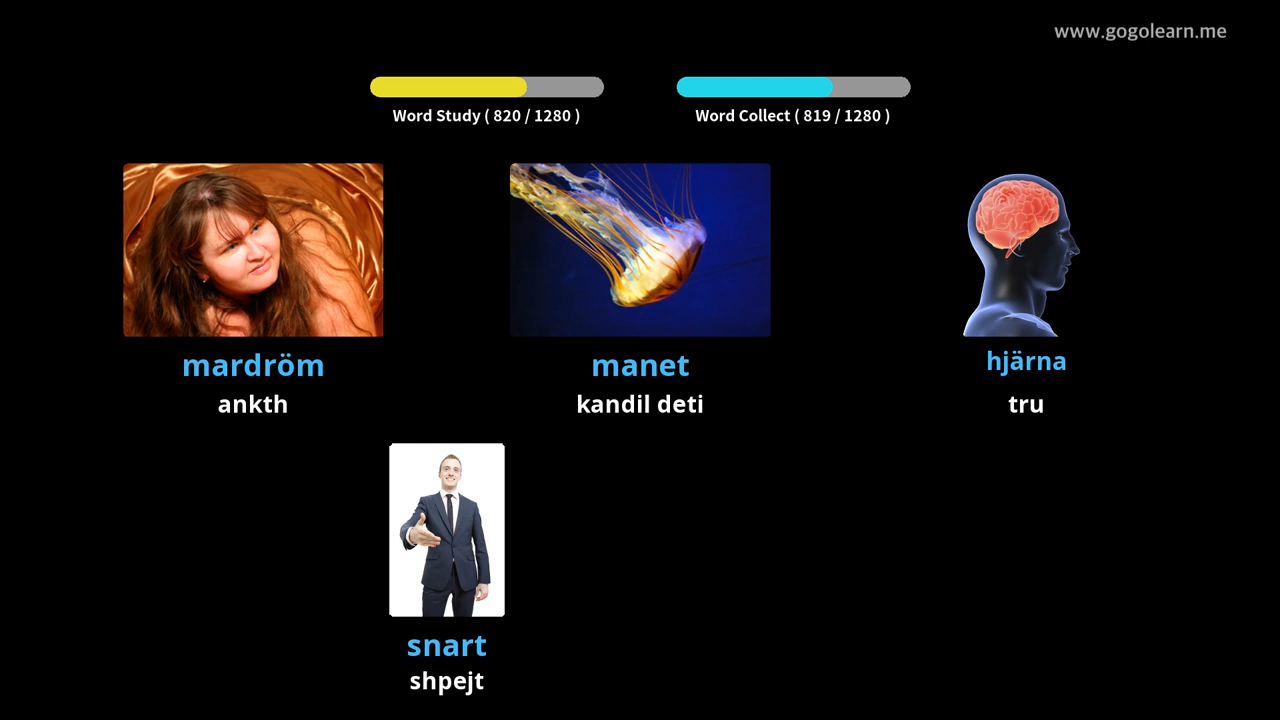 www.gogolearn.me
Word Study ( 820 / 1280 )
Word Collect ( 819 / 1280 )
mardröm
ankth
manet
kandil deti
hjärna
tru
snart
shpejt